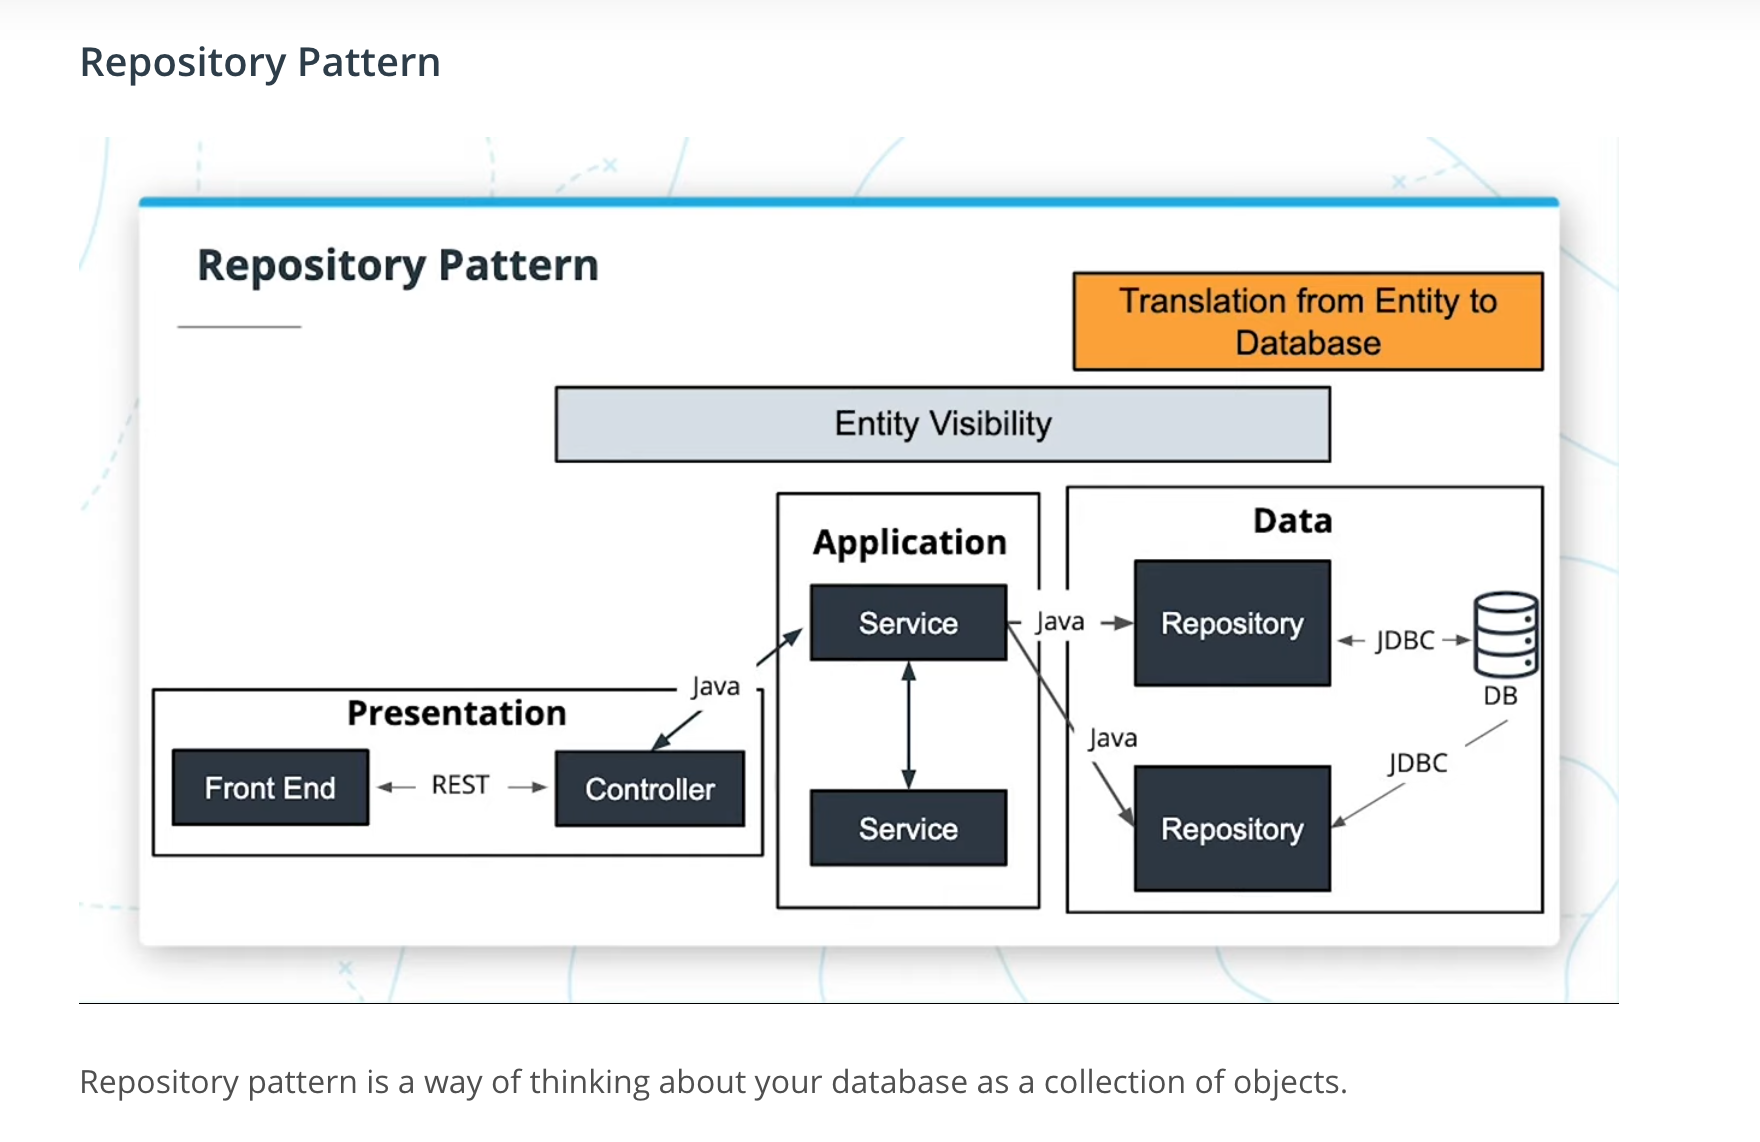 Repository Pattern
Repository Pattern
Translation from Entity to
Database
Entity Visibility
Application
Data
Service
Java
Repository
JDBC
DB
Java
Presentation
Java
JDBC
Front End
REST
Controller
Service
Repository
Repository pattern is a way of thinking about your database as a collection of objects.